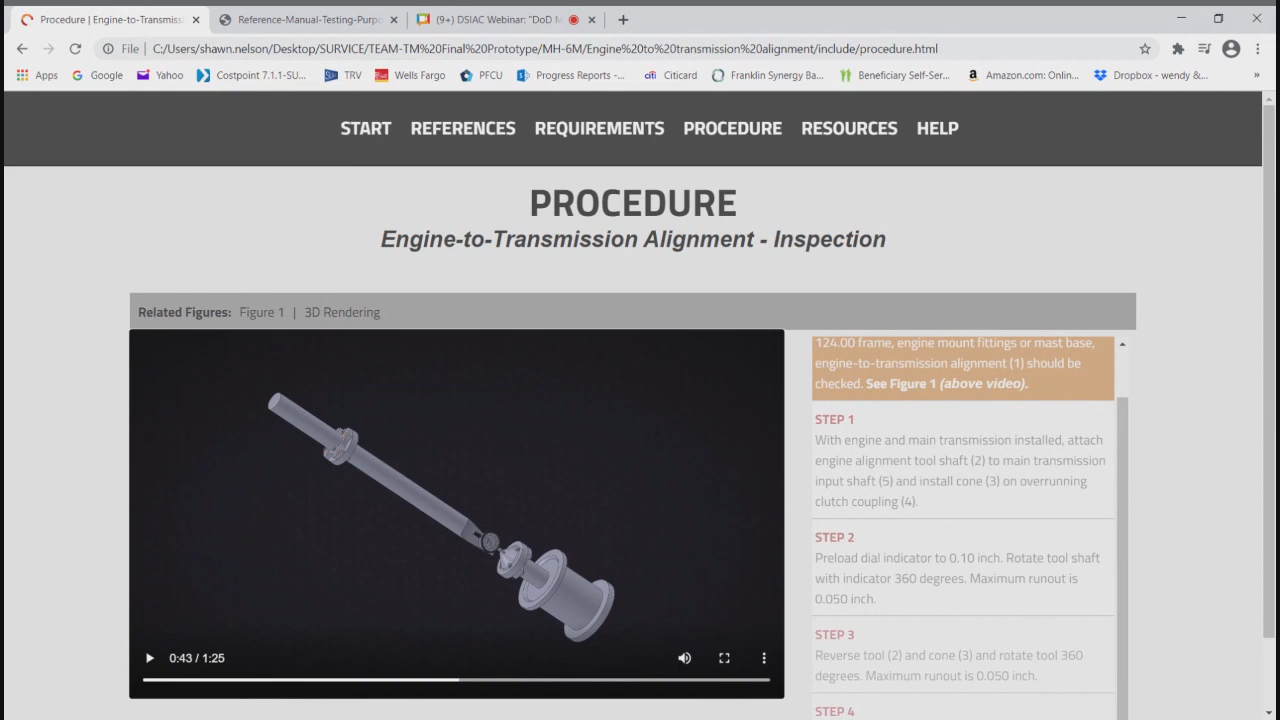 Procedure | Engine-to-Transmiss
Reference-Manual-Testing-Purpo
(9+) DSIAC Webinar: "DoD M
File | C:/Users/shawn.nelson/Desktop/SURVICE/TEAM-TM%20Final%20Prototype/MH-6M/Engine%20to%20transmission%20alignment/include/procedure.html
Apps Google Yahoo Costpoint 7.1.1-SU... TRV Wells Fargo PFCU Progress Reports -... Citicard Franklin Synergy Ba... Beneficiary Self-Ser... Amazon.com: Onlin... Dropbox - wendy &... »
START REFERENCES REQUIREMENTS PROCEDURE RESOURCES HELP
PROCEDURE
Engine-to-Transmission Alignment - Inspection
Related Figures: Figure 1 | 3D Rendering
124.00 frame, engine mount fittings or mast base,
engine-to-transmission alignment (1) should be
checked. See Figure 1 (above video).
STEP 1
With engine and main transmission installed, attach
engine alignment tool shaft (2) to main transmission
input shaft (5) and install cone (3) on overrunning
clutch coupling (4).
STEP 2
Preload dial indicator to 0.10 inch. Rotate tool shaft
with indicator 360 degrees. Maximum runout is
0.050 inch.
STEP 3
Reverse tool (2) and cone (3) and rotate tool 360
degrees. Maximum runout is 0.050 inch.
STEP 4
0:43 / 1:25